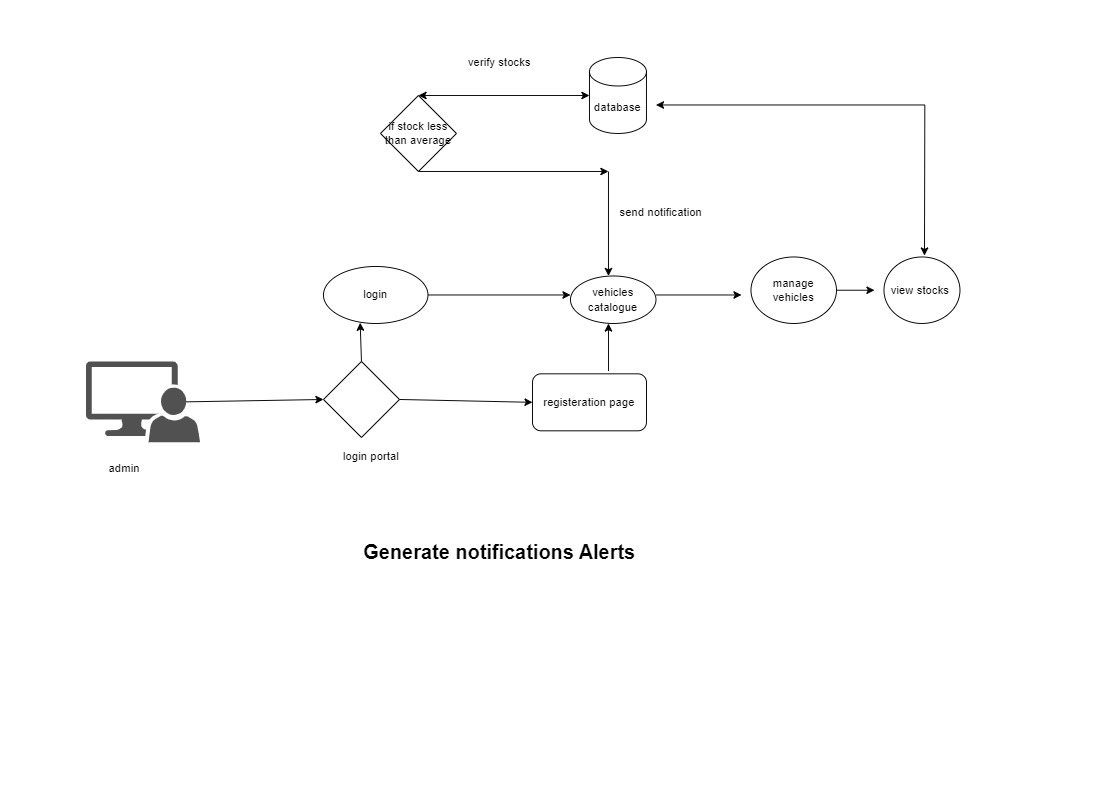 verify stocks
database
if stock less
than average
send notification
login
vehicles
catalogue
manage
vehicles
view stocks
registeration page
login portal
admin
Generate notifications Alerts